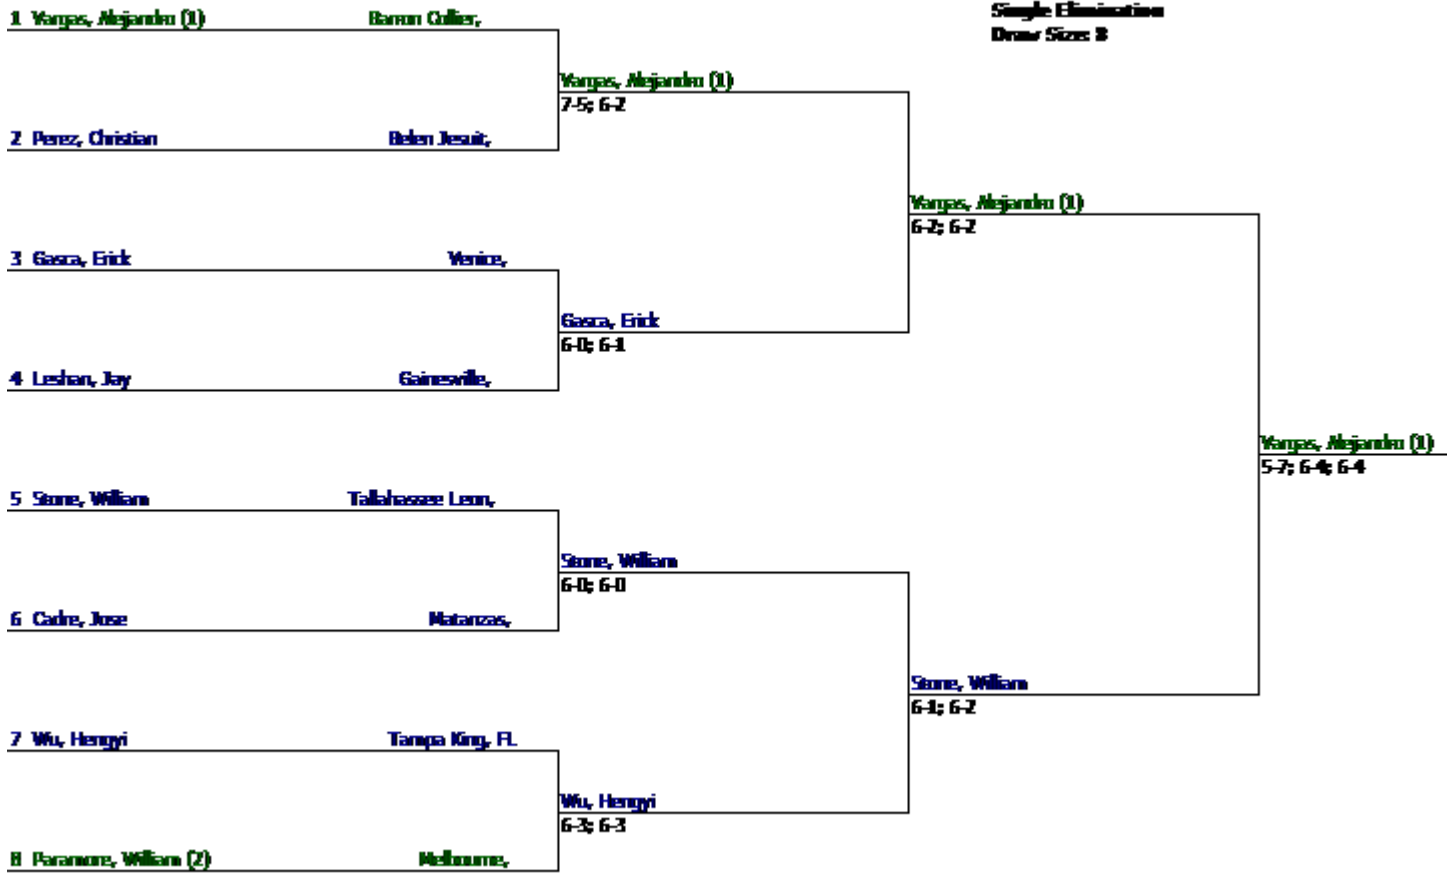 1 Vargas, Alejandro (1) Barron Collier,
Single Elimination
Draw Size: 8
Vargas, Alejandro (1)
7-5; 6-2
2 Perez, Christian Belen Jesuit,
Vargas, Alejandro (1)
6-2; 6-2
3 Gasca, Erick Venice,
Gasca, Erick
6-0; 6-1
4 Leshan, Jay Gainesville,
Vargas, Alejandro (1)
5-7; 6-4; 6-4
5 Stone, William Tallahassee Leon,
Stone, William
6-0; 6-0
6 Cadre, Jose Matanzas,
Stone, William
6-1; 6-2
7 Wu, Hengyi Tampa King, FL
Wu, Hengyi
6-3; 6-3
8 Paramore, William (2) Melbourne,